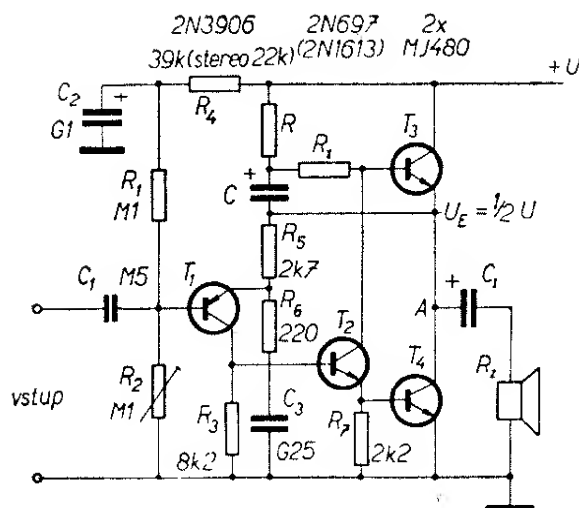 2N3906 2N697 2x
39k(stereo 22k) (2N1613) MJ480
+U
C2
G1
+
R4
R
R1
T3
R1
M1
+
C
UE = 1/2 U
R5
2k7
C1 M5
T1
R6
220
A
+
C1
T2
T4
R2
M1
vstup
R3
8k2
C3
G25
R7
2k2
Rz